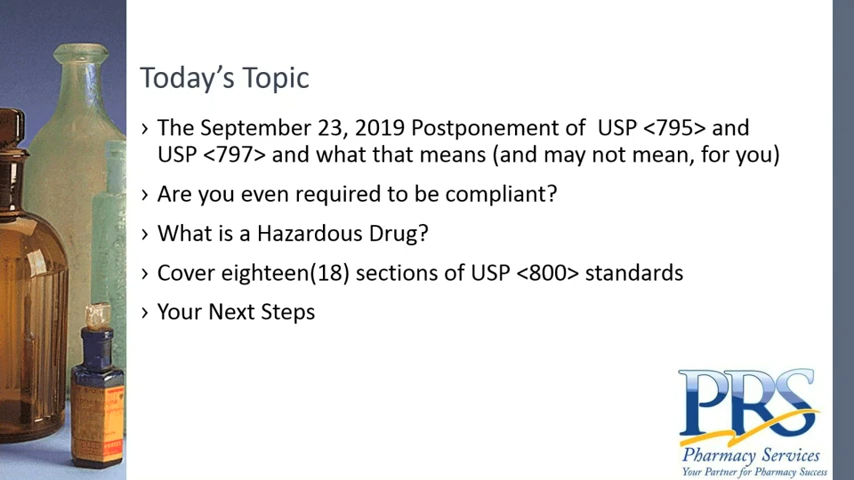 Today's Topic
› The September 23, 2019 Postponement of USP <795> and
USP <797> and what that means (and may not mean, for you)
› Are you even required to be compliant?
› What is a Hazardous Drug?
› Cover eighteen(18) sections of USP <800> standards
› Your Next Steps
PRS
Pharmacy Services
Your Partner for Pharmacy Success